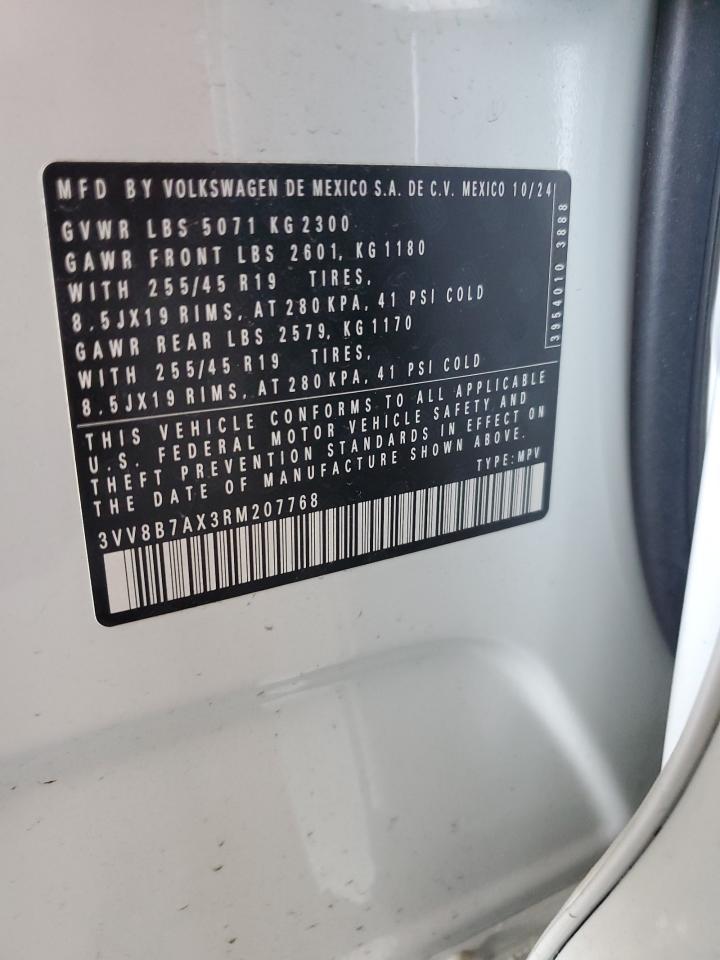 MFD BY VOLKSWAGEN DE MEXICO S.A. DE C.V. MEXICO 10/24
GVWR LBS 5071 KG 2300
GAWR FRONT LBS 2601, KG 1180
WITH 255/45 R19 TIRES,
8.5JX19 RIMS, AT 280 KPA, 41 PSI COLD
GAWR REAR LBS 2579, KG 1170
WITH 255/45 R19 TIRES,
8.5JX19 RIMS, AT 280 KPA, 41 PSI COLD
3954010 3888
THIS VEHICLE CONFORMS TO ALL APPLICABLE
U.S. FEDERAL MOTOR VEHICLE SAFETY AND
THEFT PREVENTION STANDARDS IN EFFECT ON
THE DATE OF MANUFACTURE SHOWN ABOVE.
TYPE: MPV
3VV8B7AX3RM207768